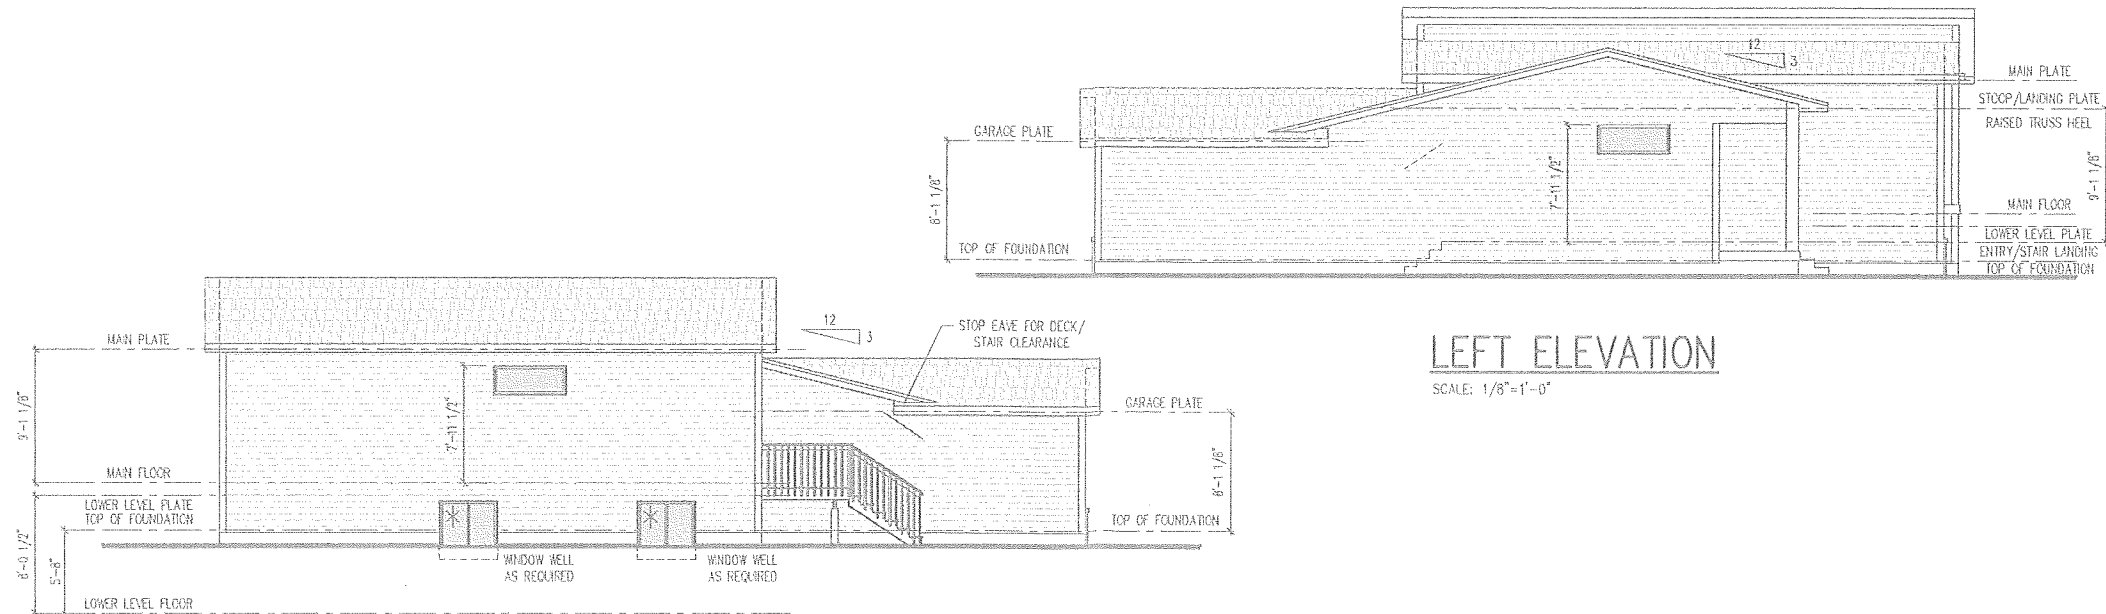 12
3
MAIN PLATE
STOOP/LANDING PLATE
RAISED TRUSS HEEL
GARAGE PLATE
8'-1 1/8"
7'-11 1/2"
9'-1 1/8"
MAIN FLOOR
LOWER LEVEL PLATE
ENTRY/STAIR LANDING
TOP OF FOUNDATION
TOP OF FOUNDATION
LEFT ELEVATION
SCALE: 1/8"=1'-0"
12
3
STOP EAVE FOR DECK/
STAIR CLEARANCE
MAIN PLATE
9'-1 1/8"
7'-11 1/2"
GARAGE PLATE
8'-1 1/8"
MAIN FLOOR
LOWER LEVEL PLATE
TOP OF FOUNDATION
TOP OF FOUNDATION
8'-0 1/2"
5'-8"
WINDOW WELL
AS REQUIRED
WINDOW WELL
AS REQUIRED
LOWER LEVEL FLOOR